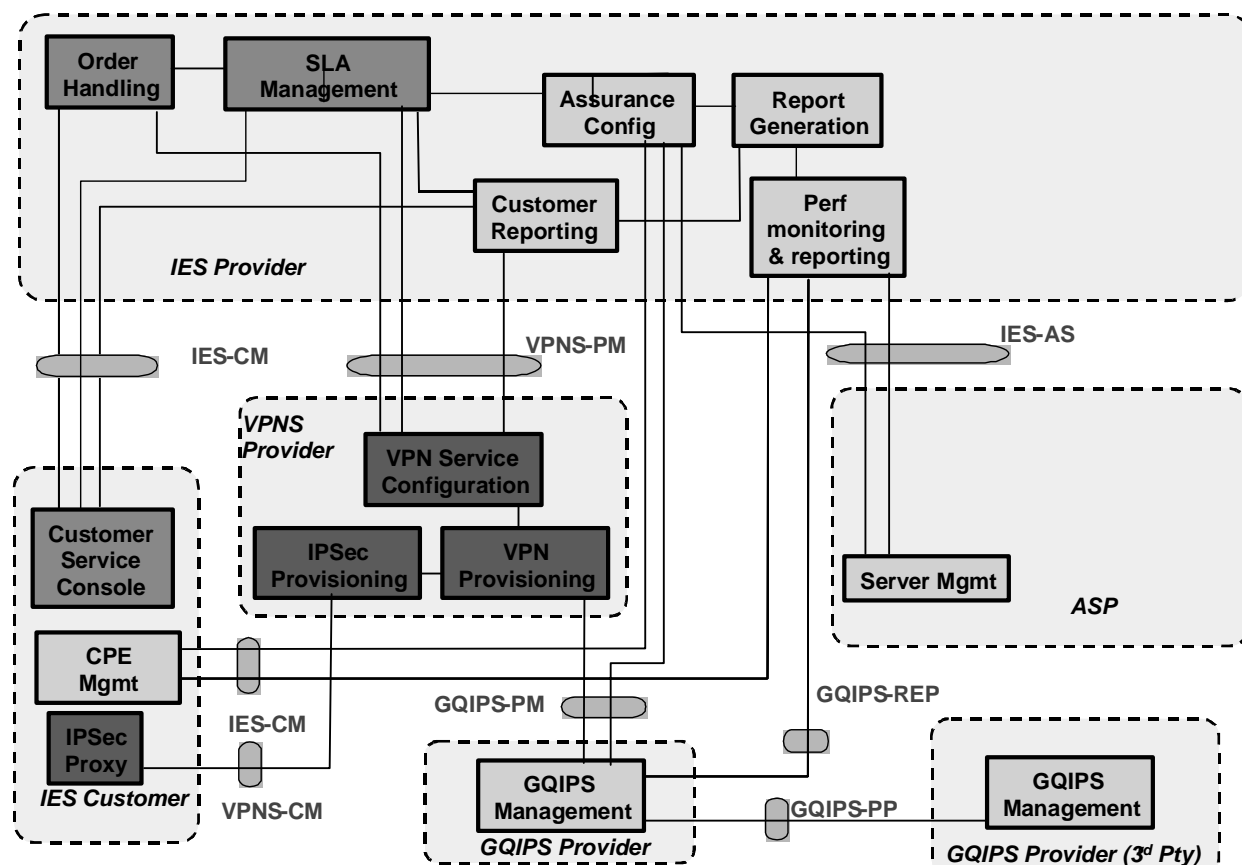 Order
Handling
SLA
Management
Assurance
Config
Report
Generation
Customer
Reporting
Perf
monitoring
& reporting
IES Provider
IES-CM
VPNS-PM
IES-AS
VPNS
Provider
VPN Service
Configuration
IPSec
Provisioning
VPN
Provisioning
Customer
Service
Console
Server Mgmt
ASP
CPE
Mgmt
IES-CM
GQIPS-PM
GQIPS-REP
IPSec
Proxy
IES Customer
VPNS-CM
GQIPS
Management
GQIPS Provider
GQIPS-PP
GQIPS
Management
GQIPS Provider (3rd Pty)